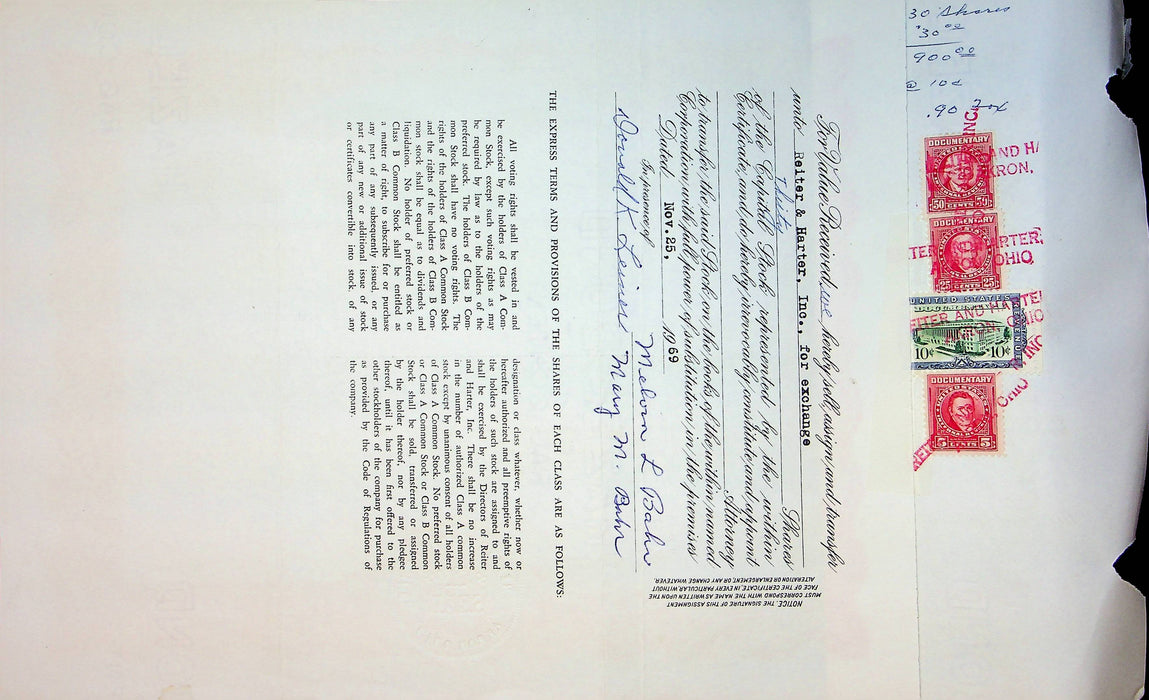 30 Shares
$30 00
900 00
@ 10¢
.90 Tax
DOCUMENTARY
50 CENTS 50
DOCUMENTARY
25 CENTS 25
UNITED STATES
DOCUMENTARY
10¢ 10¢
DOCUMENTARY
5 CENTS 5
REITER AND HARTER, INC.
AKRON, OHIO
For Value Received, we hereby sell, assign, and transfer
unto Reiter & Harter, Inc., for exchange
Thirty Shares
of the Capital Stock represented by the within
Certificate, and do hereby irrevocably constitute and appoint
Attorney
to transfer the said Stock on the books of the within named
Corporation with full power of substitution in the premises
Dated Nov. 25, 1969
In presence of
Melvin L Bahr
Donald K Mary M. Bahr
NOTICE. THE SIGNATURE OF THIS ASSIGNMENT
MUST CORRESPOND WITH THE NAME AS WRITTEN UPON THE
FACE OF THE CERTIFICATE, IN EVERY PARTICULAR, WITHOUT
ALTERATION OR ENLARGEMENT, OR ANY CHANGE WHATEVER.
THE EXPRESS TERMS AND PROVISIONS OF THE SHARES OF EACH CLASS ARE AS FOLLOWS:
All voting rights shall be vested in and
be exercised by the holders of Class A Com-
mon Stock, except such voting rights as may
be required by law as to the holders of the
preferred stock. The holders of Class B Com-
mon Stock shall have no voting rights. The
rights of the holders of Class A Common Stock
and the rights of the holders of Class B Com-
mon stock shall be equal as to dividends and
liquidation. No holder of preferred stock or
Class B Common Stock shall be entitled as
a matter of right, to subscribe for or purchase
any part of any subsequently issued, or any
part of any new or additional issue of stock
or certificates convertible into stock of any
designation or class whatever, whether now or
hereafter authorized and all preemptive rights of
the holders of such stock are assigned to and
shall be exercised by the Directors of Reiter
and Harter, Inc. There shall be no increase
in the number of authorized Class A common
stock except by unanimous consent of all holders
of Class A Common Stock. No preferred stock
or Class A Common Stock or Class B Common
Stock shall be sold, transferred or assigned
by the holder thereof, nor by any pledgee
thereof, until it has been first offered to the
other stockholders of the company for purchase
as provided by the Code of Regulations of
the company.